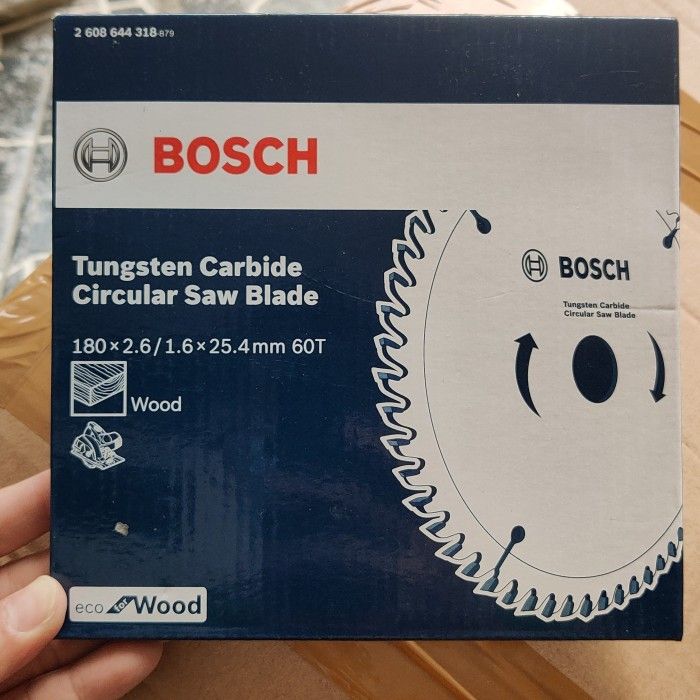 2 608 644 318-879
BOSCH
Tungsten Carbide
Circular Saw Blade
180×2.6/1.6×25.4mm 60T
Wood
eco for Wood
BOSCH
Tungsten Carbide
Circular Saw Blade